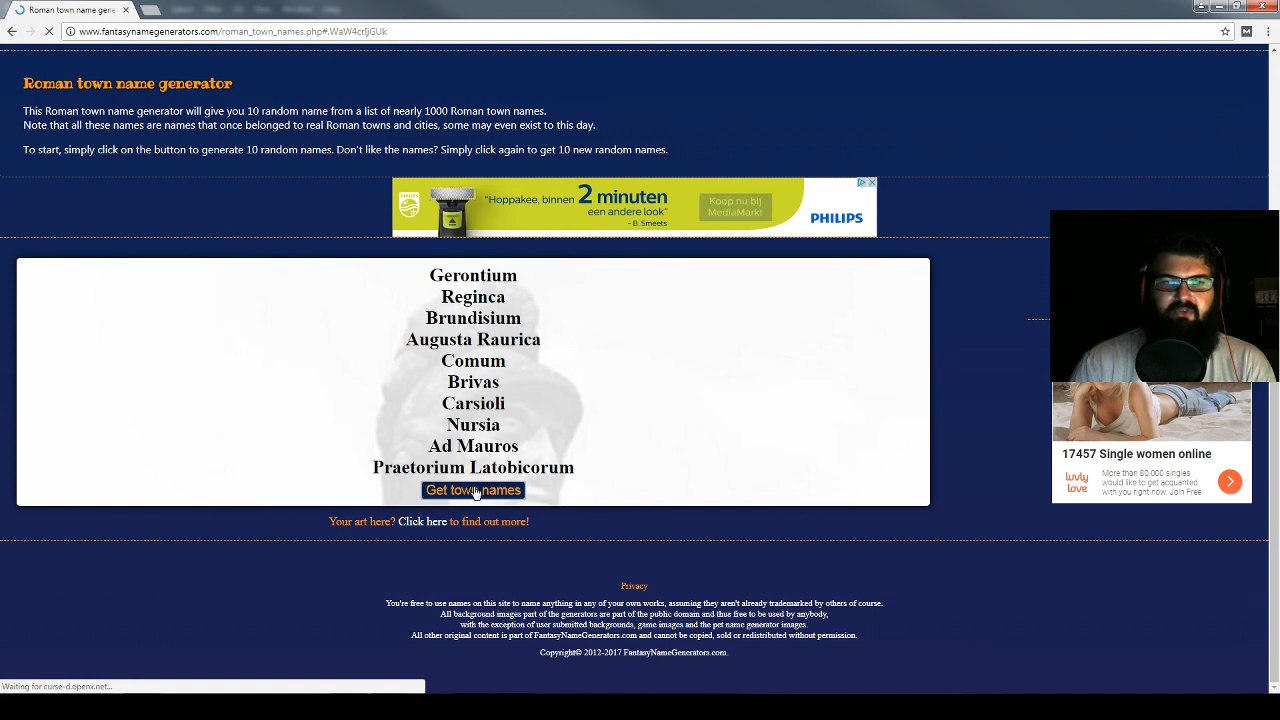 Roman town name gene
www.fantasynamegenerators.com/roman_town_names.php#.WaW4crIjGUk
Roman town name generator
This Roman town name generator will give you 10 random name from a list of nearly 1000 Roman town names.
Note that all these names are names that once belonged to real Roman towns and cities, some may even exist to this day.
To start, simply click on the button to generate 10 random names. Don't like the names? Simply click again to get 10 new random names.
PHILIPS
"Hoppakee, binnen 2 minuten
een andere look"
- B. Smeets
Koop nu bij
MediaMarkt
PHILIPS
Gerontium
Reginca
Brundisium
Augusta Raurica
Comum
Brivas
Carsioli
Nursia
Ad Mauros
Praetorium Latobicorum
Get town names
Your art here? Click here to find out more!
17457 Single women online
luvly
love
More than 80.000 singles
would like to get acquanted
with you right now. Join Free
Privacy
You're free to use names on this site to name anything in any of your own works, assuming they aren't already trademarked by others of course.
All background images part of the generators are part of the public domain and thus free to be used by anybody,
with the exception of user submitted backgrounds, game images and the pet name generator images.
All other original content is part of FantasyNameGenerators.com and cannot be copied, sold or redistributed without permission.
Copyright© 2012-2017 FantasyNameGenerators.com.
Waiting for curse-d.openx.net...